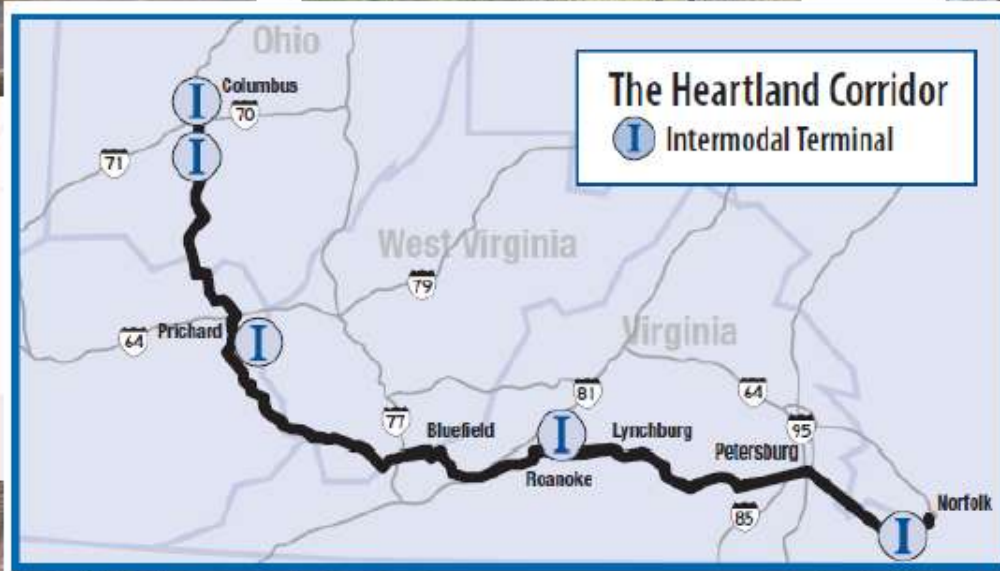 Ohio
Columbus
The Heartland Corridor
I Intermodal Terminal
I
70
71
I
West Virginia
79
Prichard
I
64
Virginia
81
64
77
Bluefield
I
Lynchburg
95
Petersburg
Roanoke
85
Norfolk
I